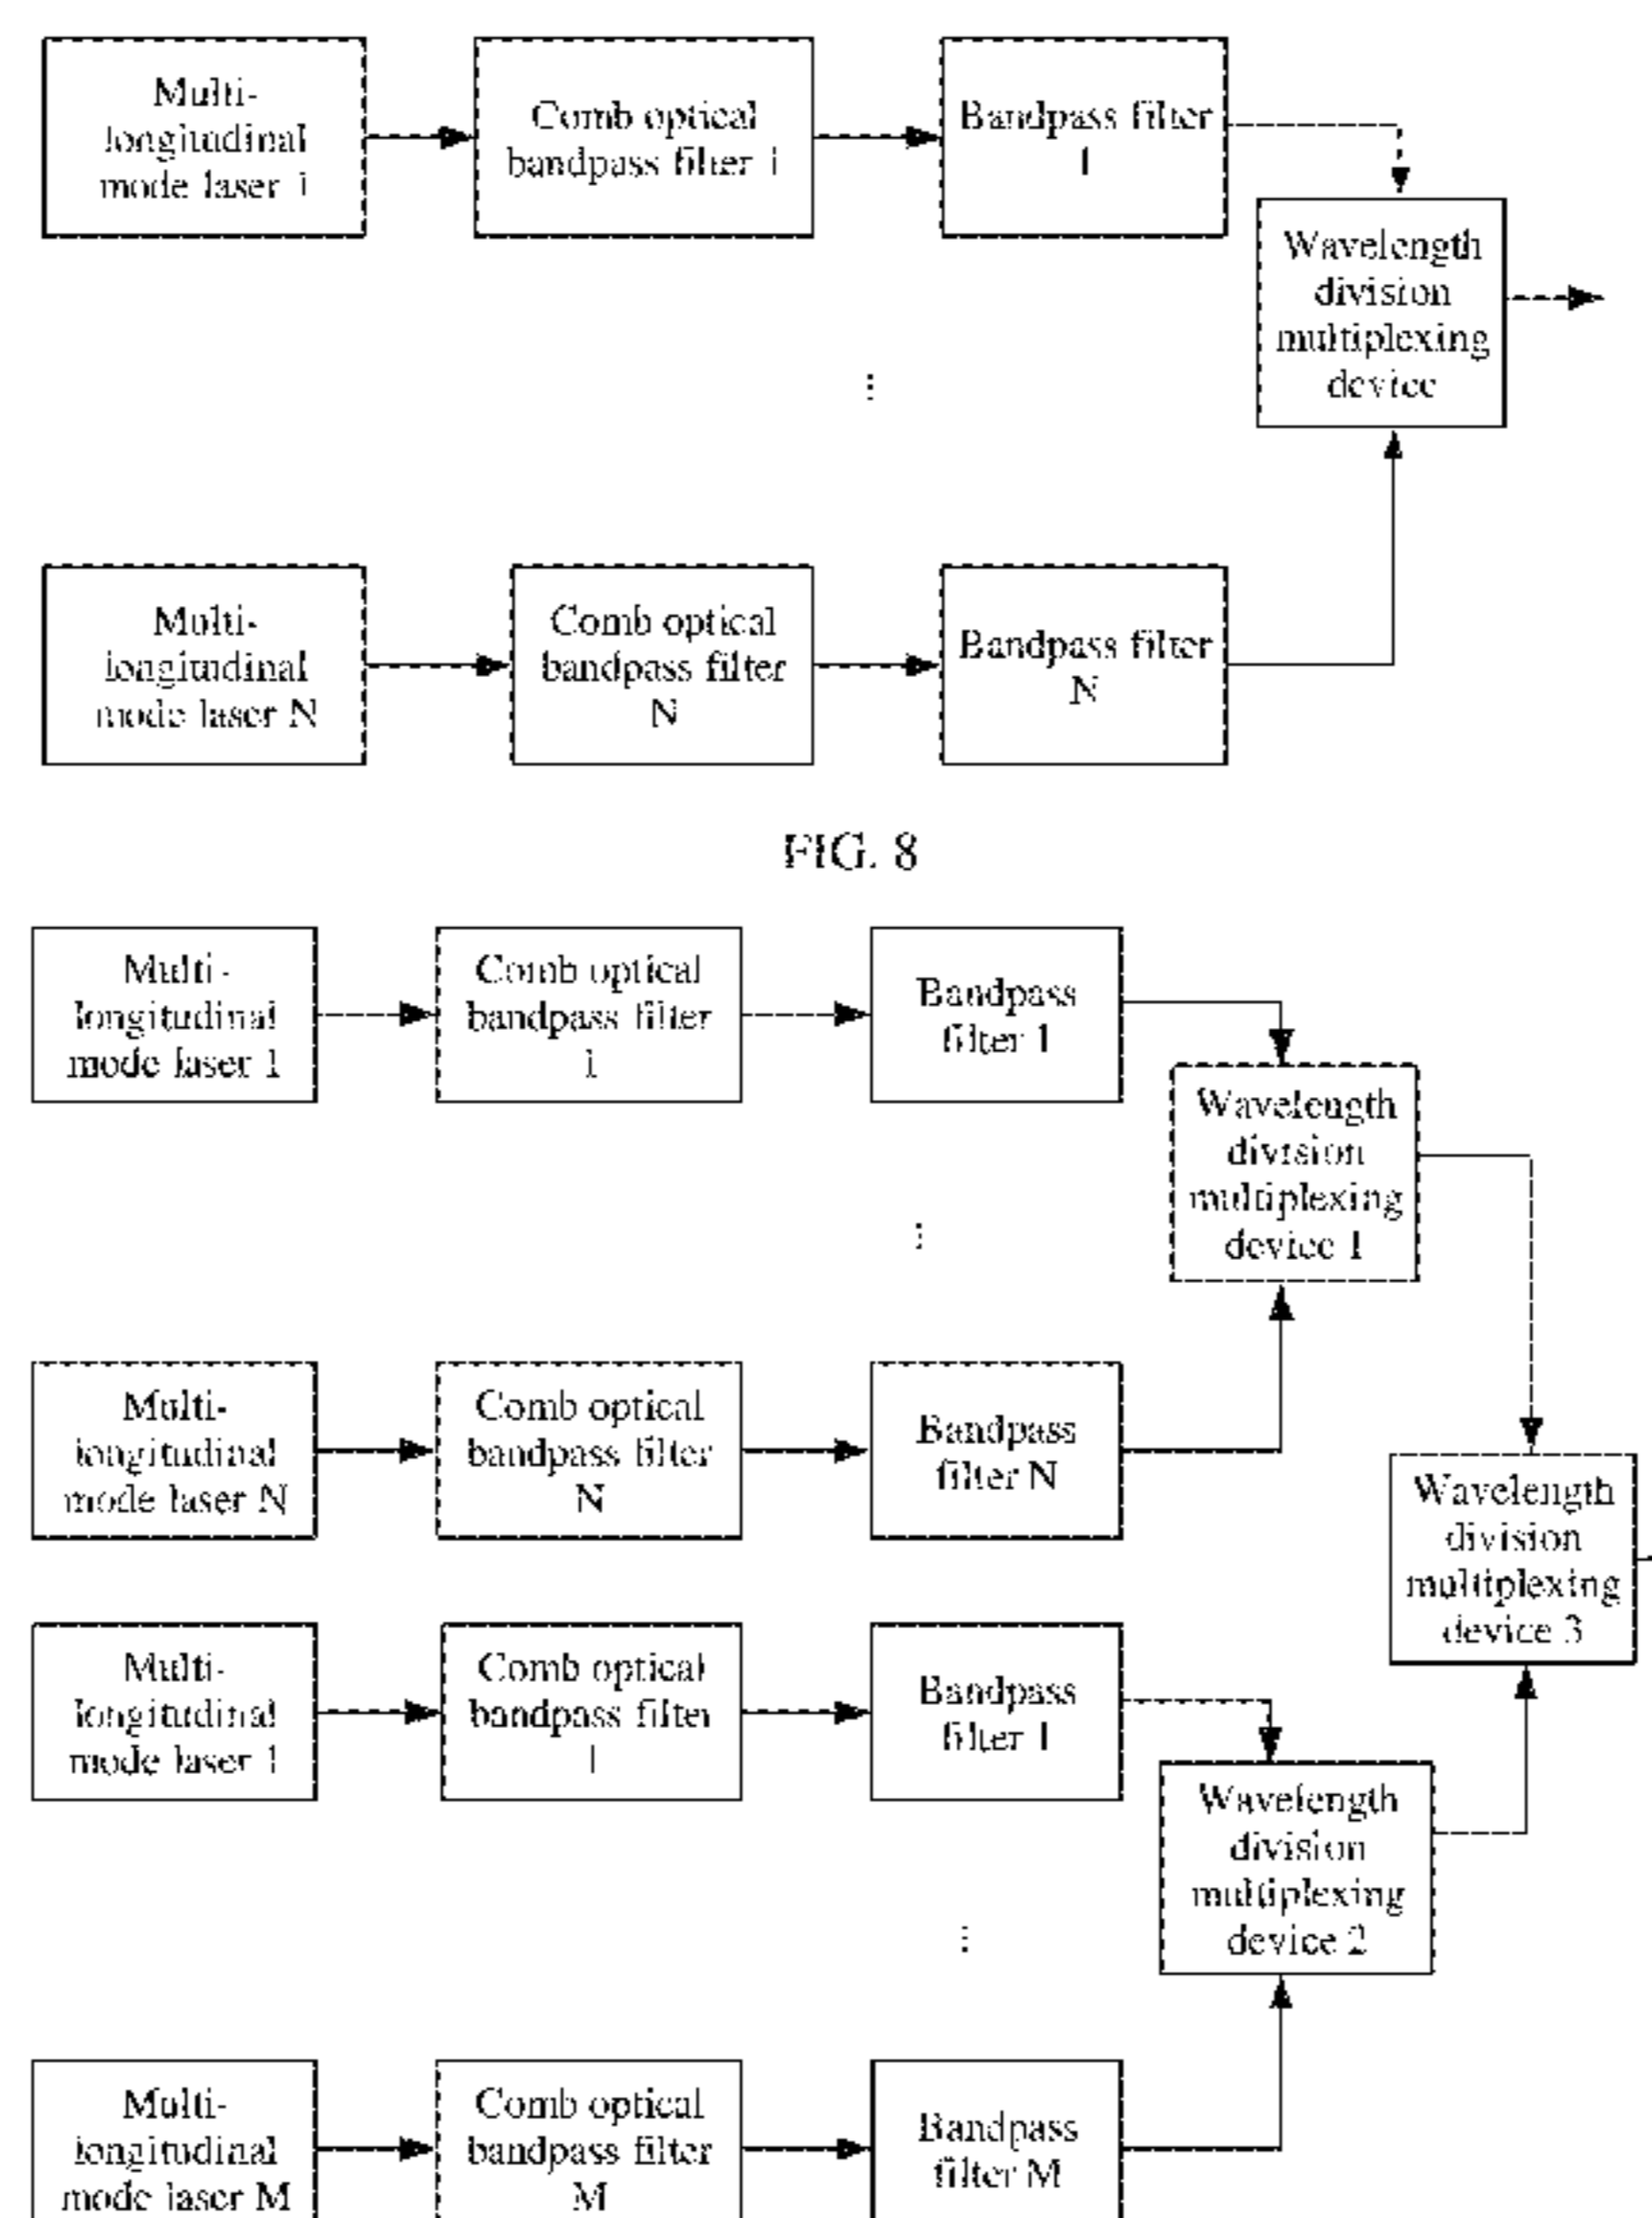 Multi-
longitudinal
mode laser 1
Comb optical
bandpass filter 1
Bandpass filter
1
Wavelength
division
multiplexing
device
⋮
Multi-
longitudinal
mode laser N
Comb optical
bandpass filter
N
Bandpass filter
N
FIG. 8
Multi-
longitudinal
mode laser 1
Comb optical
bandpass filter
1
Bandpass
filter 1
Wavelength
division
multiplexing
device 1
⋮
Multi-
longitudinal
mode laser N
Comb optical
bandpass filter
N
Bandpass
filter N
Wavelength
division
multiplexing
device 3
Multi-
longitudinal
mode laser 1
Comb optical
bandpass filter
1
Bandpass
filter 1
Wavelength
division
multiplexing
device 2
⋮
Multi-
longitudinal
mode laser M
Comb optical
bandpass filter
M
Bandpass
filter M